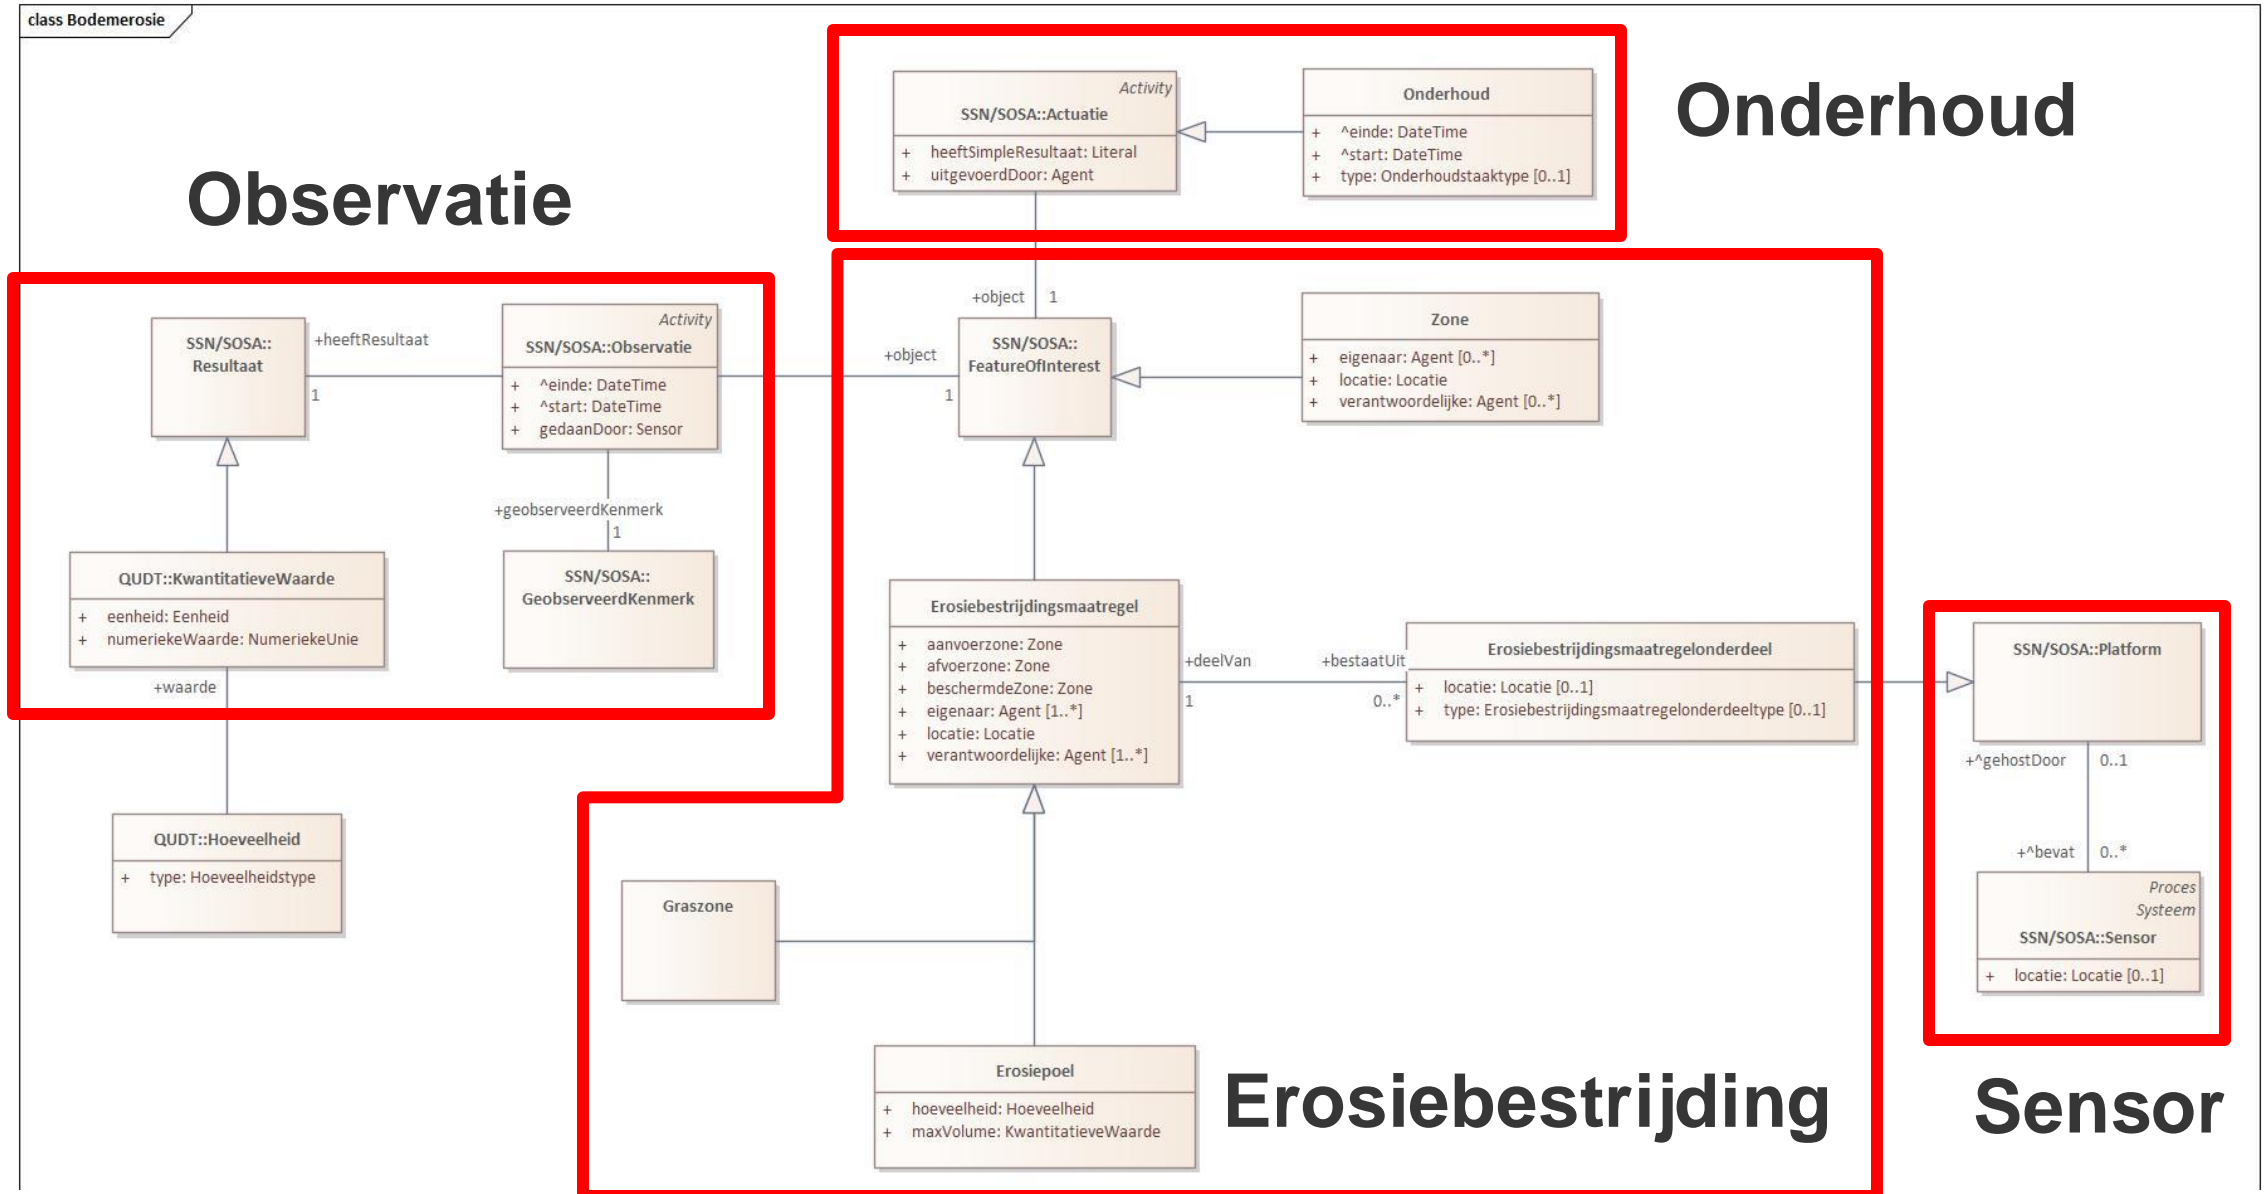 class Bodemerosie
Onderhoud
Activity
SSN/SOSA::Actuatie
+ heeftSimpleResultaat: Literal
+ uitgevoerdDoor: Agent
Onderhoud
+ ^einde: DateTime
+ ^start: DateTime
+ type: Onderhoudstaaktype [0..1]
Observatie
SSN/SOSA::
Resultaat
+heeftResultaat
1
Activity
SSN/SOSA::Observatie
+ ^einde: DateTime
+ ^start: DateTime
+ gedaanDoor: Sensor
+object
1
+object 1
SSN/SOSA::
FeatureOfInterest
Zone
+ eigenaar: Agent [0..*]
+ locatie: Locatie
+ verantwoordelijke: Agent [0..*]
+geobserveerdKenmerk
1
SSN/SOSA::
GeobserveerdKenmerk
QUDT::KwantitatieveWaarde
+ eenheid: Eenheid
+ numeriekeWaarde: NumeriekeUnie
+waarde
QUDT::Hoeveelheid
+ type: Hoeveelheidstype
Erosiebestrijdingsmaatregel
+ aanvoerzone: Zone
+ afvoerzone: Zone
+ beschermdeZone: Zone
+ eigenaar: Agent [1..*]
+ locatie: Locatie
+ verantwoordelijke: Agent [1..*]
+deelVan
1
+bestaatUit
0..*
Erosiebestrijdingsmaatregelonderdeel
+ locatie: Locatie [0..1]
+ type: Erosiebestrijdingsmaatregelonderdeeltype [0..1]
SSN/SOSA::Platform
+^gehostDoor 0..1
+^bevat 0..*
Proces
Systeem
SSN/SOSA::Sensor
+ locatie: Locatie [0..1]
Graszone
Erosiepoel
+ hoeveelheid: Hoeveelheid
+ maxVolume: KwantitatieveWaarde
Erosiebestrijding
Sensor